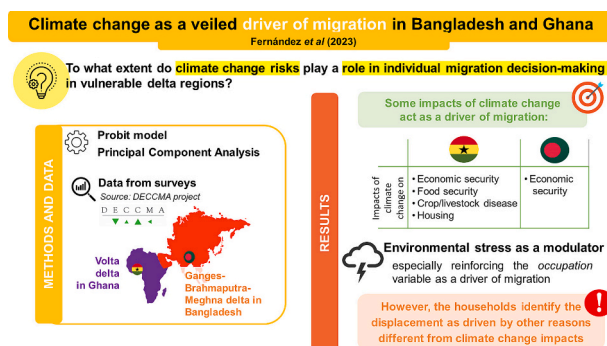 Climate change as a veiled driver of migration in Bangladesh and Ghana
Fernández et al (2023)
To what extent do climate change risks play a role in individual migration decision-making
in vulnerable delta regions?
METHODS AND DATA
Probit model
Principal Component Analysis
Data from surveys
Source: DECCMA project
DECCMA
Volta
delta
in Ghana
Ganges-
Brahmaputra-
Meghna delta in
Bangladesh
RESULTS
Some impacts of climate change
act as a driver of migration:
Impacts of
climate
change on
• Economic security
• Food security
• Crop/livestock disease
• Housing
• Economic
security
Environmental stress as a modulator
especially reinforcing the occupation
variable as a driver of migration
However, the households identify the
displacement as driven by other reasons
different from climate change impacts